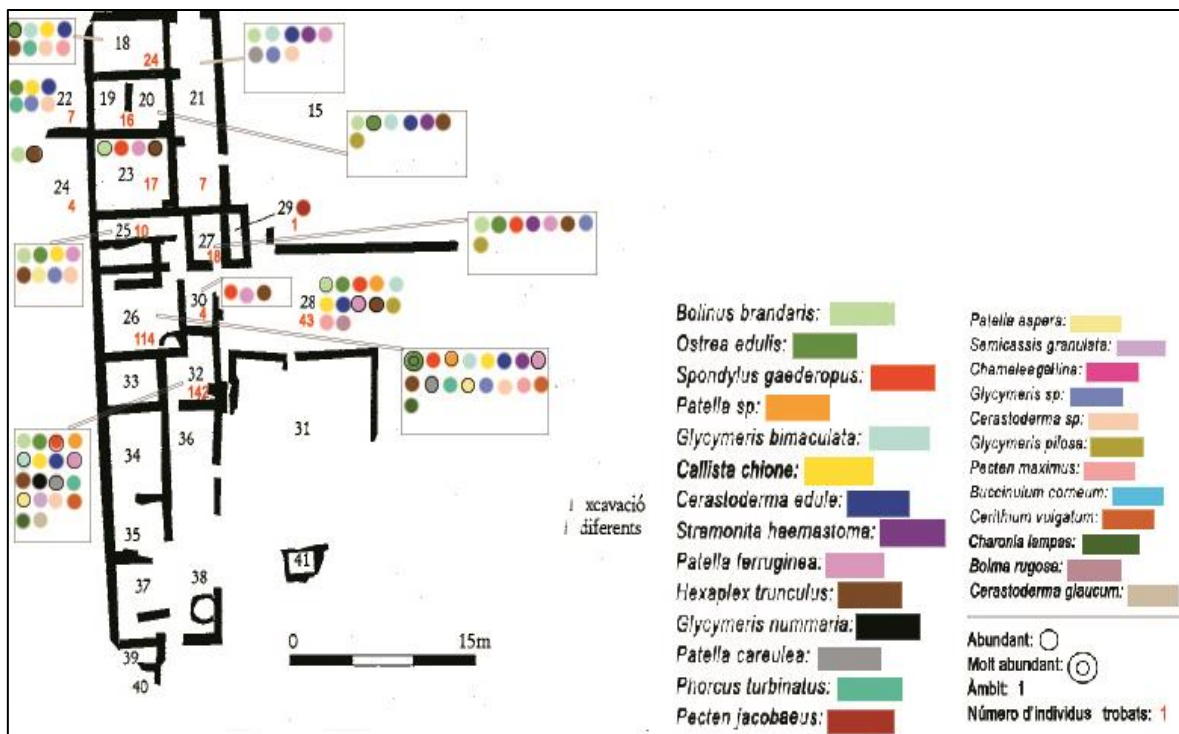 18
24
22
7
19
20
16
21
15
23
17
7
24
4
25
10
27
18
29
1
26
114
30
4
28
43
33
32
142
36
31
34
35
37
38
41
39
40
0 15m
xcavació
diferents
Bolinus brandaris:
Ostrea edulis:
Spondylus gaederopus:
Patella sp:
Glycymeris bimaculata:
Callista chione:
Cerastoderma edule:
Stramonita haemastoma:
Patella ferruginea:
Hexaplex trunculus:
Glycymeris nummaria:
Patella careulea:
Phorcus turbinatus:
Pecten jacobaeus:
Patella aspera:
Semicassis granulata:
Chameleagallina:
Glycymeris sp:
Cerastoderma sp:
Glycymeris pilosa:
Pecten maximus:
Buccinulum corneum:
Cerithium vulgatum:
Charonia lampas:
Bolma rugosa:
Cerastoderma glaucum:
Abundant:
Molt abundant:
Àmbit: 1
Número d'individus trobats: 1